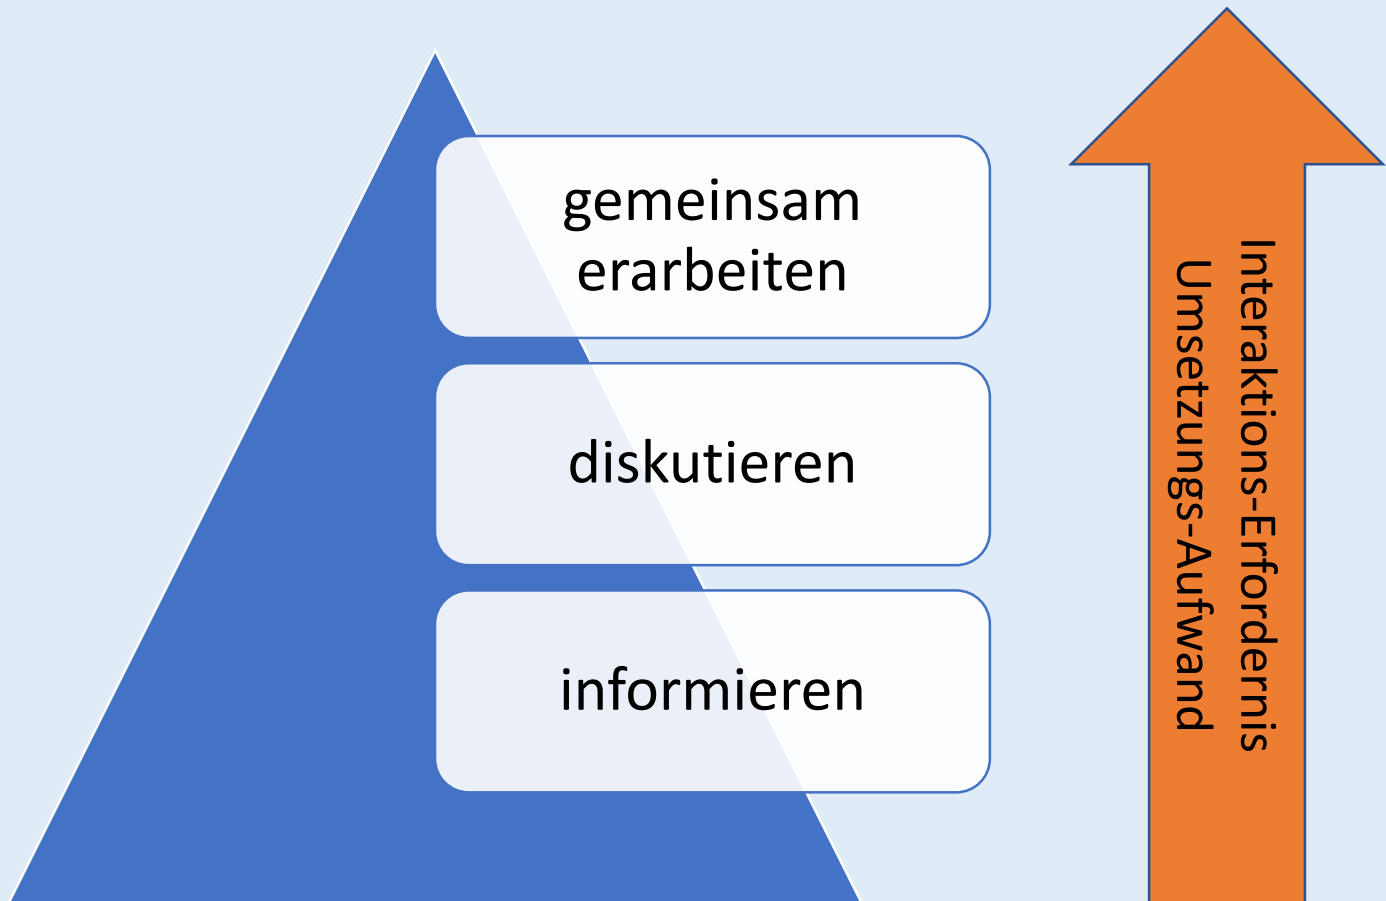 gemeinsam
erarbeiten
diskutieren
informieren
Interaktions-Erfordernis
Umsetzungs-Aufwand